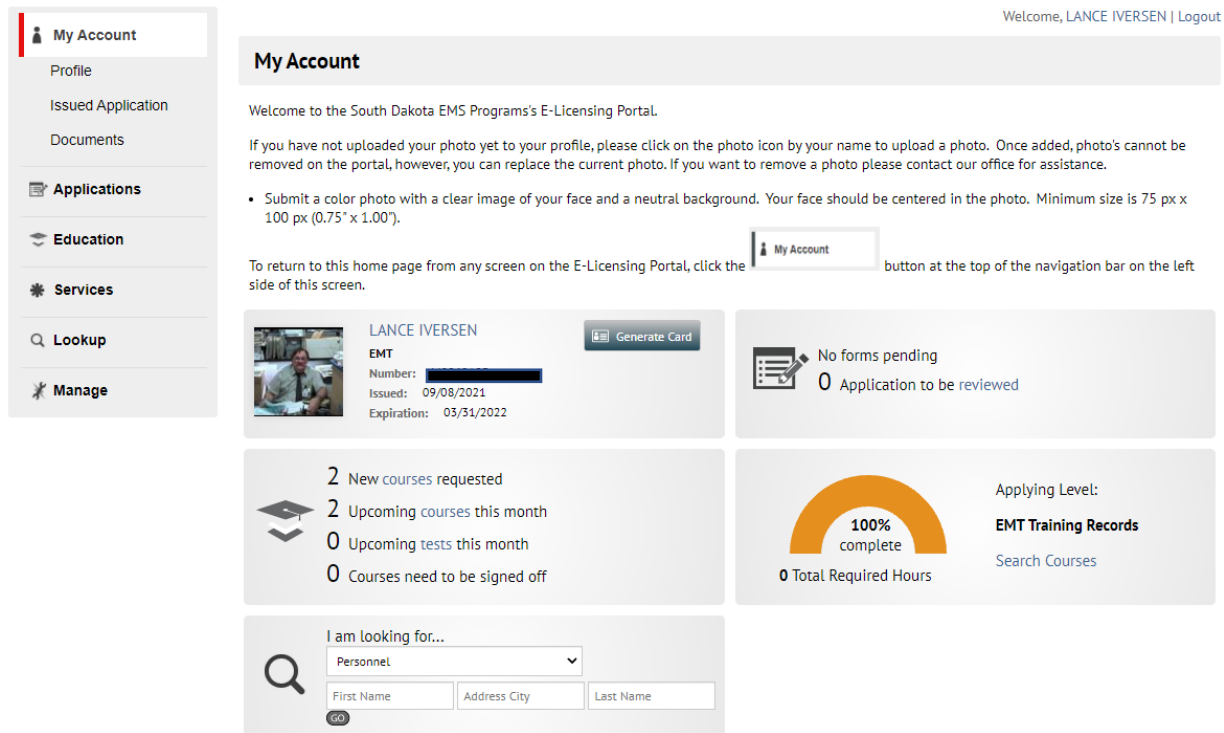 Welcome, LANCE IVERSEN | Logout
My Account
Profile
Issued Application
Documents
Applications
Education
Services
Lookup
Manage
My Account
Welcome to the South Dakota EMS Programs's E-Licensing Portal.
If you have not uploaded your photo yet to your profile, please click on the photo icon by your name to upload a photo. Once added, photo's cannot be
removed on the portal, however, you can replace the current photo. If you want to remove a photo please contact our office for assistance.
• Submit a color photo with a clear image of your face and a neutral background. Your face should be centered in the photo. Minimum size is 75 px x
100 px (0.75" x 1.00").
To return to this home page from any screen on the E-Licensing Portal, click the My Account button at the top of the navigation bar on the left
side of this screen.
LANCE IVERSEN
Generate Card
EMT
Number:
Issued: 09/08/2021
Expiration: 03/31/2022
No forms pending
0 Application to be reviewed
2 New courses requested
2 Upcoming courses this month
0 Upcoming tests this month
0 Courses need to be signed off
100%
complete
0 Total Required Hours
Applying Level:
EMT Training Records
Search Courses
I am looking for...
Personnel
First Name Address City Last Name
GO